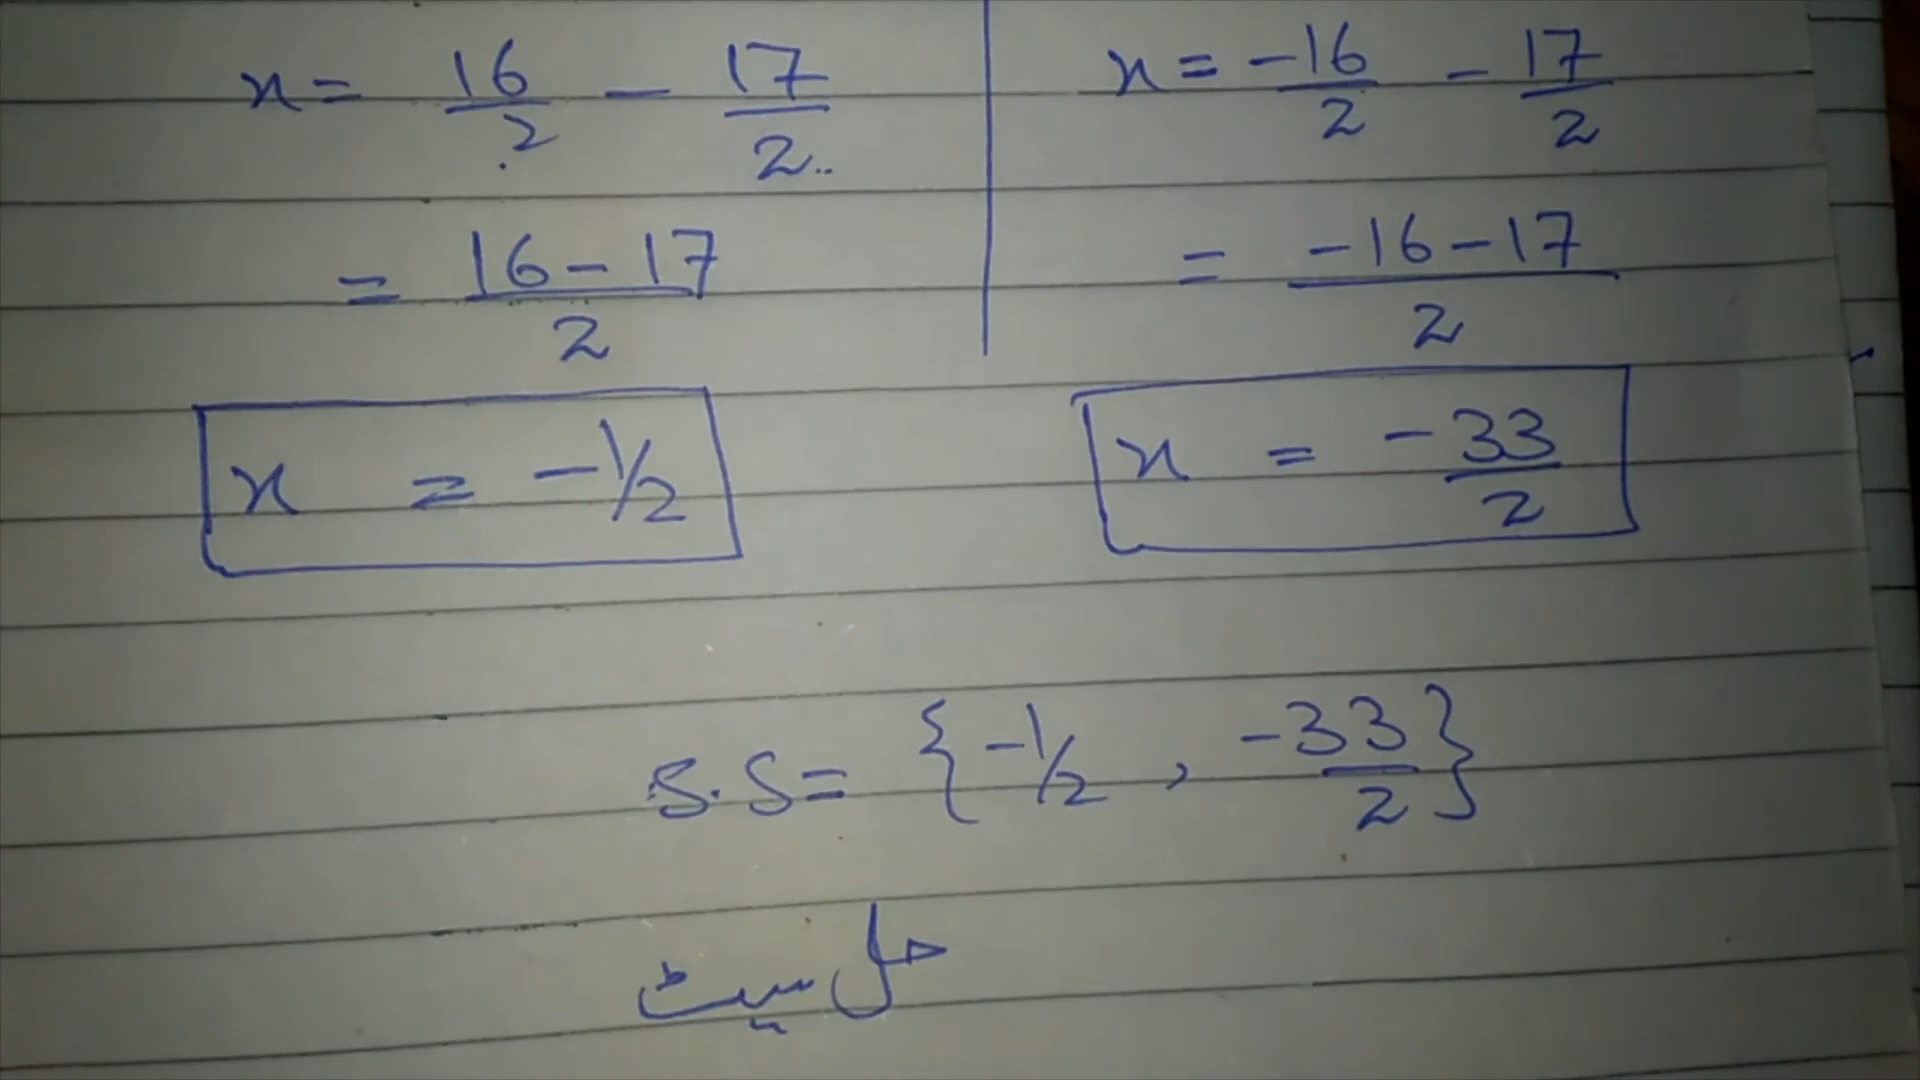 x = 16/2 - 17/2
= 16-17/2
x = -1/2
x = -16/2 - 17/2
= -16-17/2
x = -33/2
S.S = {-1/2, -33/2}
حل سیٹ